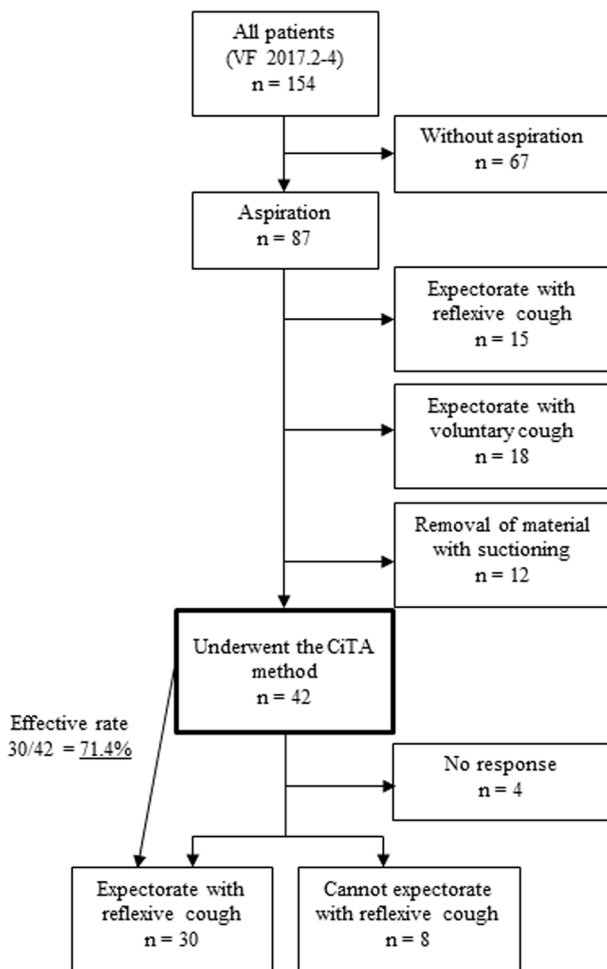 All patients
(VF 2017.2-4)
n = 154
Without aspiration
n = 67
Aspiration
n = 87
Expectorate with
reflexive cough
n = 15
Expectorate with
voluntary cough
n = 18
Removal of material
with suctioning
n = 12
Underwent the CiTA
method
n = 42
Effective rate
30/42 = 71.4%
No response
n = 4
Expectorate with
reflexive cough
n = 30
Cannot expectorate
with reflexive cough
n = 8